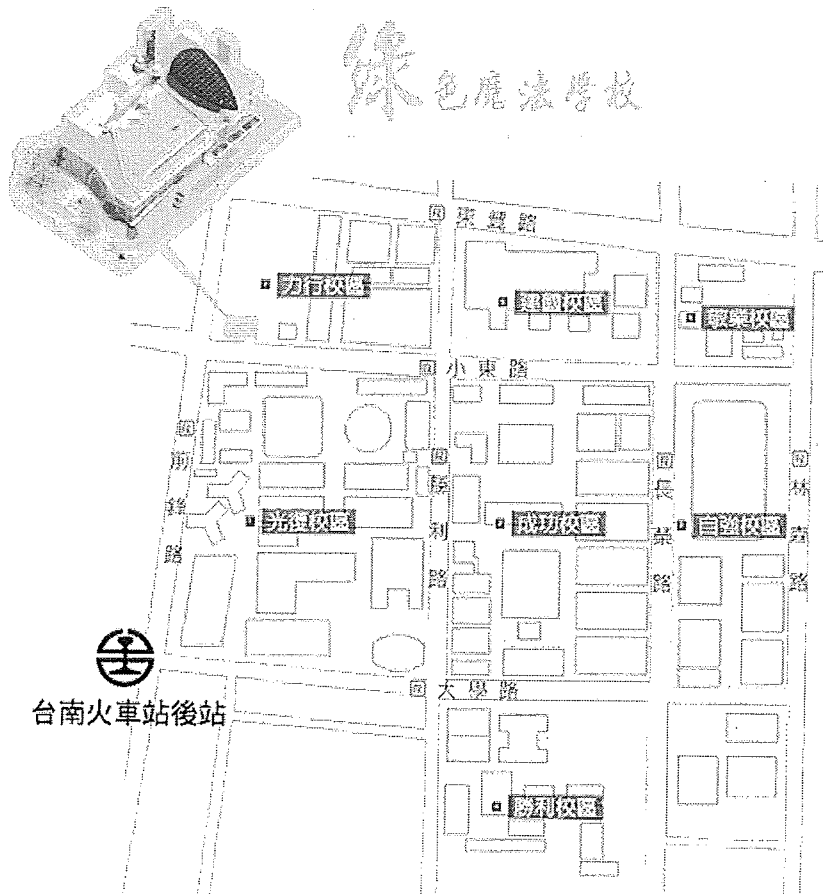 綠色魔法學校
東豐路
力行校區
建國校區
敬業校區
小東路
前鋒路
勝利路
長榮路
林森路
光復校區
成功校區
自強校區
台南火車站後站
大學路
勝利校區